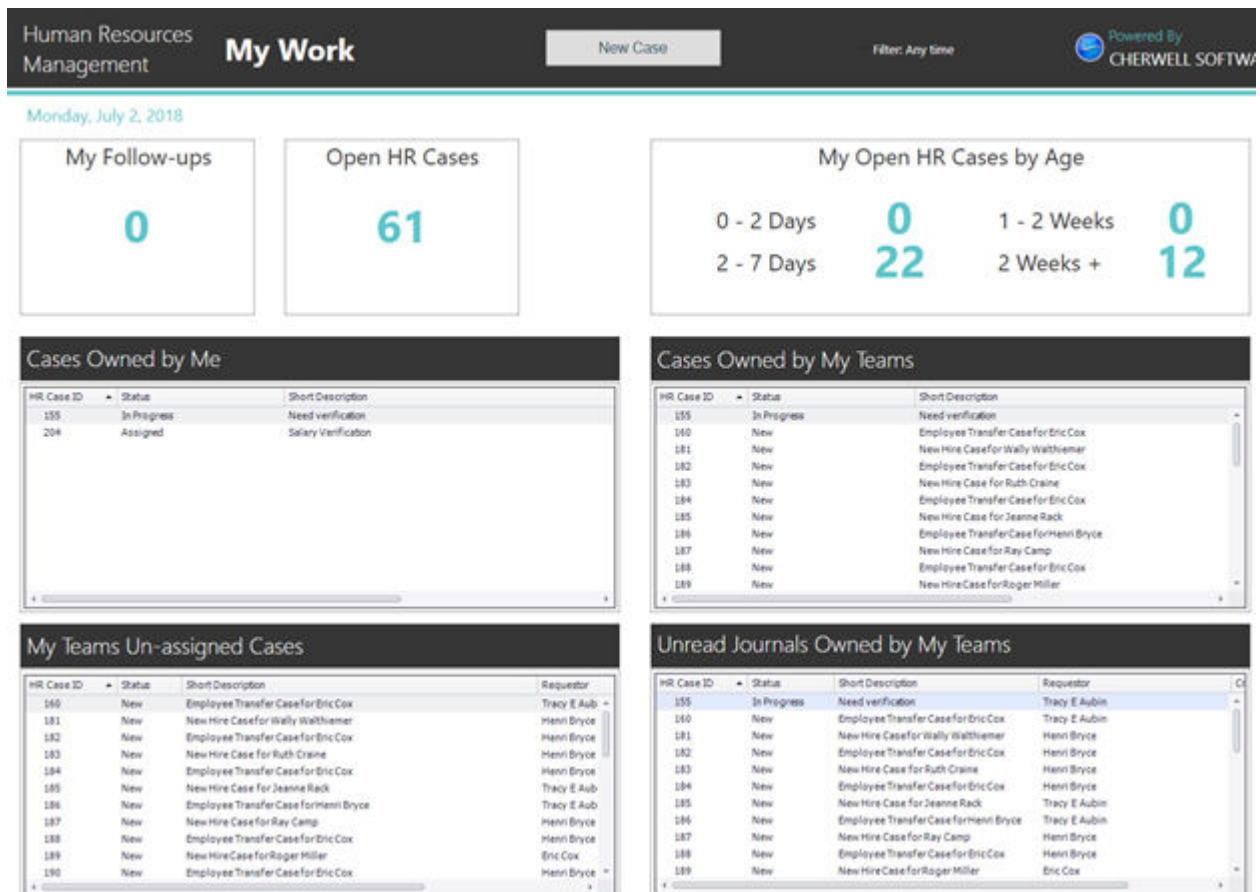 Human Resources
Management
My Work
New Case
Filter: Any time
Powered By
CHERWELL SOFTWA
Monday, July 2, 2018
My Follow-ups
0
Open HR Cases
61
My Open HR Cases by Age
0 - 2 Days 0 1 - 2 Weeks 0
2 - 7 Days 22 2 Weeks + 12
Cases Owned by Me
HR Case ID Status Short Description
155 In Progress Need verification
204 Assigned Salary Verification
Cases Owned by My Teams
HR Case ID Status Short Description
155 In Progress Need verification
160 New Employee Transfer Case for Eric Cox
181 New New Hire Case for Wally Walthiemer
182 New Employee Transfer Case for Eric Cox
183 New New Hire Case for Ruth Craine
184 New Employee Transfer Case for Eric Cox
185 New New Hire Case for Jeanne Rack
186 New Employee Transfer Case for Henri Bryce
187 New New Hire Case for Ray Camp
188 New Employee Transfer Case for Eric Cox
189 New New Hire Case for Roger Miller
My Teams Un-assigned Cases
HR Case ID Status Short Description Requestor
160 New Employee Transfer Case for Eric Cox Tracy E Aub
181 New New Hire Case for Wally Walthiemer Henri Bryce
182 New Employee Transfer Case for Eric Cox Henri Bryce
183 New New Hire Case for Ruth Craine Henri Bryce
184 New Employee Transfer Case for Eric Cox Henri Bryce
185 New New Hire Case for Jeanne Rack Tracy E Aub
186 New Employee Transfer Case for Henri Bryce Tracy E Aub
187 New New Hire Case for Ray Camp Henri Bryce
188 New Employee Transfer Case for Eric Cox Henri Bryce
189 New New Hire Case for Roger Miller Eric Cox
190 New Employee Transfer Case for Eric Cox Henri Bryce
Unread Journals Owned by My Teams
HR Case ID Status Short Description Requestor
155 In Progress Need verification Tracy E Aubin
160 New Employee Transfer Case for Eric Cox Tracy E Aubin
181 New New Hire Case for Wally Walthiemer Henri Bryce
182 New Employee Transfer Case for Eric Cox Henri Bryce
183 New New Hire Case for Ruth Craine Henri Bryce
184 New Employee Transfer Case for Eric Cox Henri Bryce
185 New New Hire Case for Jeanne Rack Tracy E Aubin
186 New Employee Transfer Case for Henri Bryce Tracy E Aubin
187 New New Hire Case for Ray Camp Henri Bryce
188 New Employee Transfer Case for Eric Cox Henri Bryce
189 New New Hire Case for Roger Miller Eric Cox